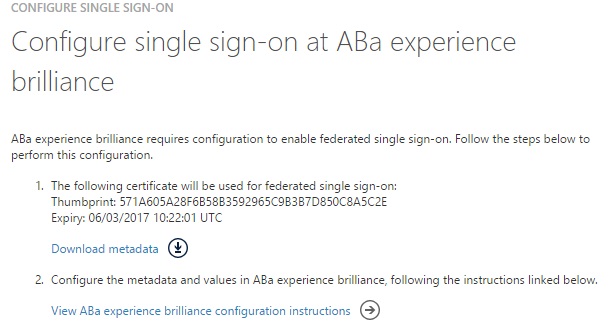 CONFIGURE SINGLE SIGN-ON
Configure single sign-on at ABa experience
brilliance
ABa experience brilliance requires configuration to enable federated single sign-on. Follow the steps below to
perform this configuration.
1. The following certificate will be used for federated single sign-on:
Thumbprint: 571A605A28F6B58B3592965C9B3B7D850C8A5C2E
Expiry: 06/03/2017 10:22:01 UTC
Download metadata
2. Configure the metadata and values in ABa experience brilliance, following the instructions linked below.
View ABa experience brilliance configuration instructions